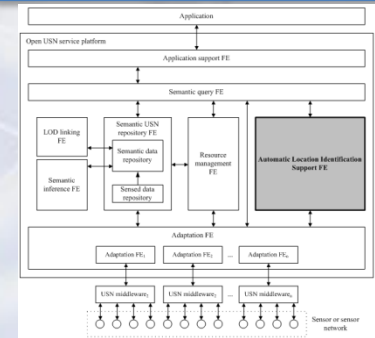 Application
Open USN service platform
Application support FE
Semantic query FE
LOD linking
FE
Semantic
inference FE
Semantic USN
repository FE
Semantic data
repository
Sensed data
repository
Resource
management
FE
Automatic Location Identification
Support FE
Adaptation FE
Adaptation FE₁
Adaptation FE₂
...
Adaptation FEₙ
USN middleware₁
USN middleware₂
...
USN middlewareₙ
Sensor or sensor
network